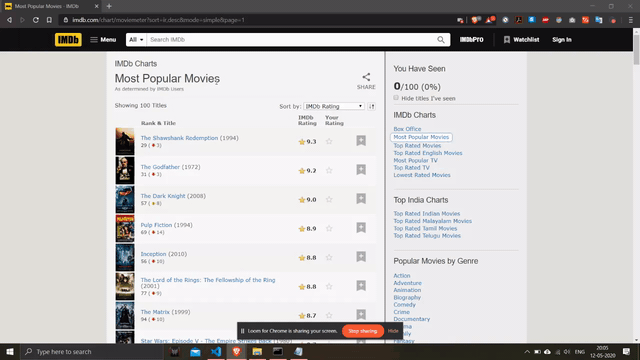 Most Popular Movies - IMDb
imdb.com/chart/moviemeter?sort=ir,desc&mode=simple&page=1
IMDb
Menu
All
Search IMDb
IMDbPro
Watchlist
Sign In
IMDb Charts
Most Popular Movies
As determined by IMDb Users
SHARE
Showing 100 Titles
Sort by: IMDb Rating
Rank & Title
IMDb Rating
Your Rating
The Shawshank Redemption (1994)
29 (3)
9.3
The Godfather (1972)
31 (3)
9.2
The Dark Knight (2008)
57 (8)
9.0
Pulp Fiction (1994)
69 (14)
8.9
Inception (2010)
56 (10)
8.8
The Lord of the Rings: The Fellowship of the Ring
(2001)
77 (9)
8.8
The Matrix (1999)
94 (10)
8.7
Star Wars: Episode V - The Empire Strikes Back
You Have Seen
0/100 (0%)
Hide titles I've seen
IMDb Charts
Box Office
Most Popular Movies
Top Rated Movies
Top Rated English Movies
Most Popular TV
Top Rated TV
Lowest Rated Movies
Top India Charts
Top Rated Indian Movies
Top Rated Malayalam Movies
Top Rated Tamil Movies
Top Rated Telugu Movies
Popular Movies by Genre
Action
Adventure
Animation
Biography
Comedy
Crime
Documentary
Loom for Chrome is sharing your screen.
Stop sharing
Hide
Type here to search
ENG
20:05
12-05-2020